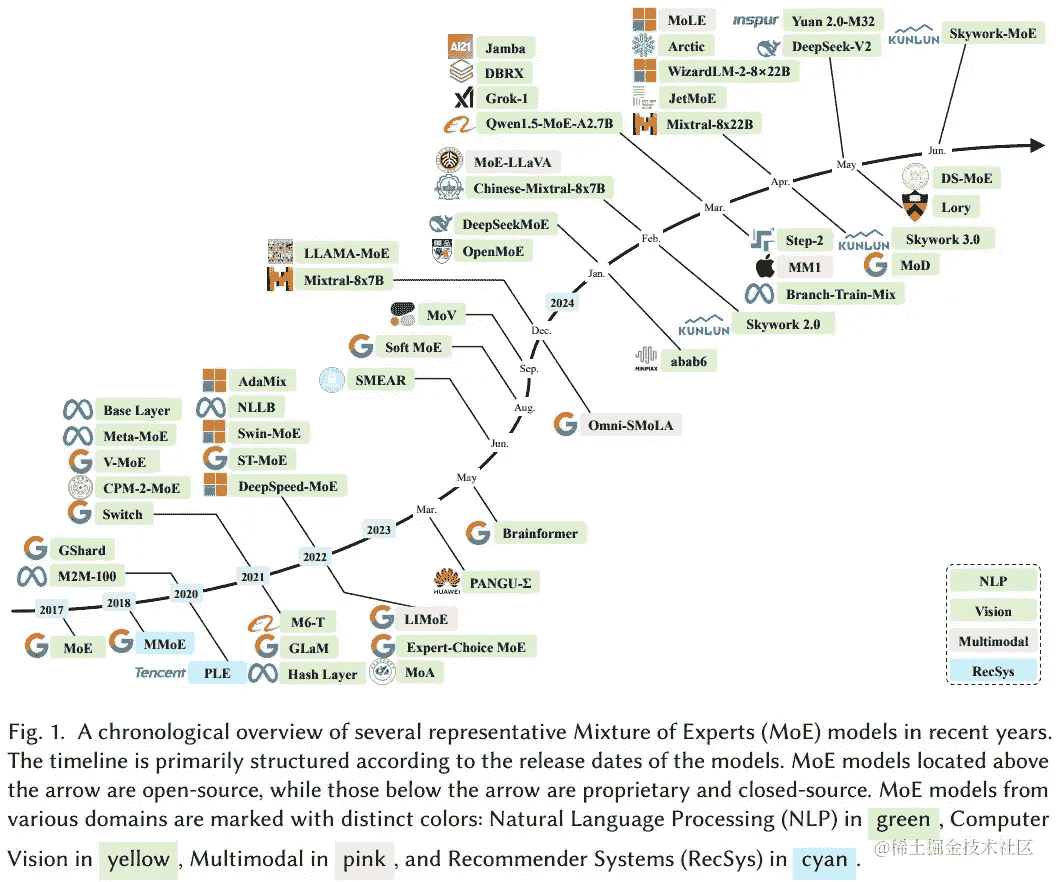 MoLE
inspur
Yuan 2.0-M32
KUNLUN
Skywork-MoE
AI21
Jamba
Arctic
DeepSeek-V2
DBRX
WizardLM-2-8×22B
Grok-1
JetMoE
Qwen1.5-MoE-A2.7B
Mixtral-8x22B
Jun.
MoE-LLaVA
May
DS-MoE
Chinese-Mixtral-8x7B
Apr.
Lory
Mar.
DeepSeekMoE
Feb.
Step-2
KUNLUN
Skywork 3.0
LLAMA-MoE
OpenMoE
MM1
MoD
Mixtral-8x7B
Jan.
Branch-Train-Mix
2024
MoV
Dec.
KUNLUN
Skywork 2.0
Soft MoE
MINIMAX
abab6
SMEAR
Sep.
AdaMix
Aug.
Base Layer
NLLB
Omni-SMoLA
Meta-MoE
Swin-MoE
Jun.
V-MoE
ST-MoE
CPM-2-MoE
DeepSpeed-MoE
May
Switch
Mar.
Brainformer
2023
GShard
2022
M2M-100
2021
HUAWEI
PANGU-Σ
2020
2017
2018
NLP
M6-T
LIMoE
Vision
MoE
MMoE
GLaM
Expert-Choice MoE
Multimodal
Tencent
PLE
Hash Layer
MoA
RecSys
Fig. 1. A chronological overview of several representative Mixture of Experts (MoE) models in recent years.
The timeline is primarily structured according to the release dates of the models. MoE models located above
the arrow are open-source, while those below the arrow are proprietary and closed-source. MoE models from
various domains are marked with distinct colors: Natural Language Processing (NLP) in green, Computer
Vision in yellow, Multimodal in pink, and Recommender Systems (RecSys) in cyan.
@稀土掘金技术社区